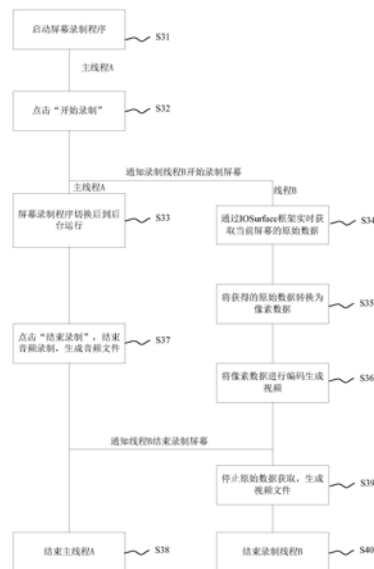 启动屏幕录制程序
S31
主线程A
点击“开始录制”
S32
通知录制线程B开始录制屏幕
主线程A
线程B
屏幕录制程序切换后到后
台运行
S33
通过IOSurface框架实时获
取当前屏幕的原始数据
S34
将获得的原始数据转换为
像素数据
S35
点击“结束录制”，结束
音频录制，生成音频文件
S37
将像素数据进行编码生成
视频
S36
通知线程B结束录制屏幕
停止原始数据获取，生成
视频文件
S39
结束主线程A
S38
结束录制线程B
S40